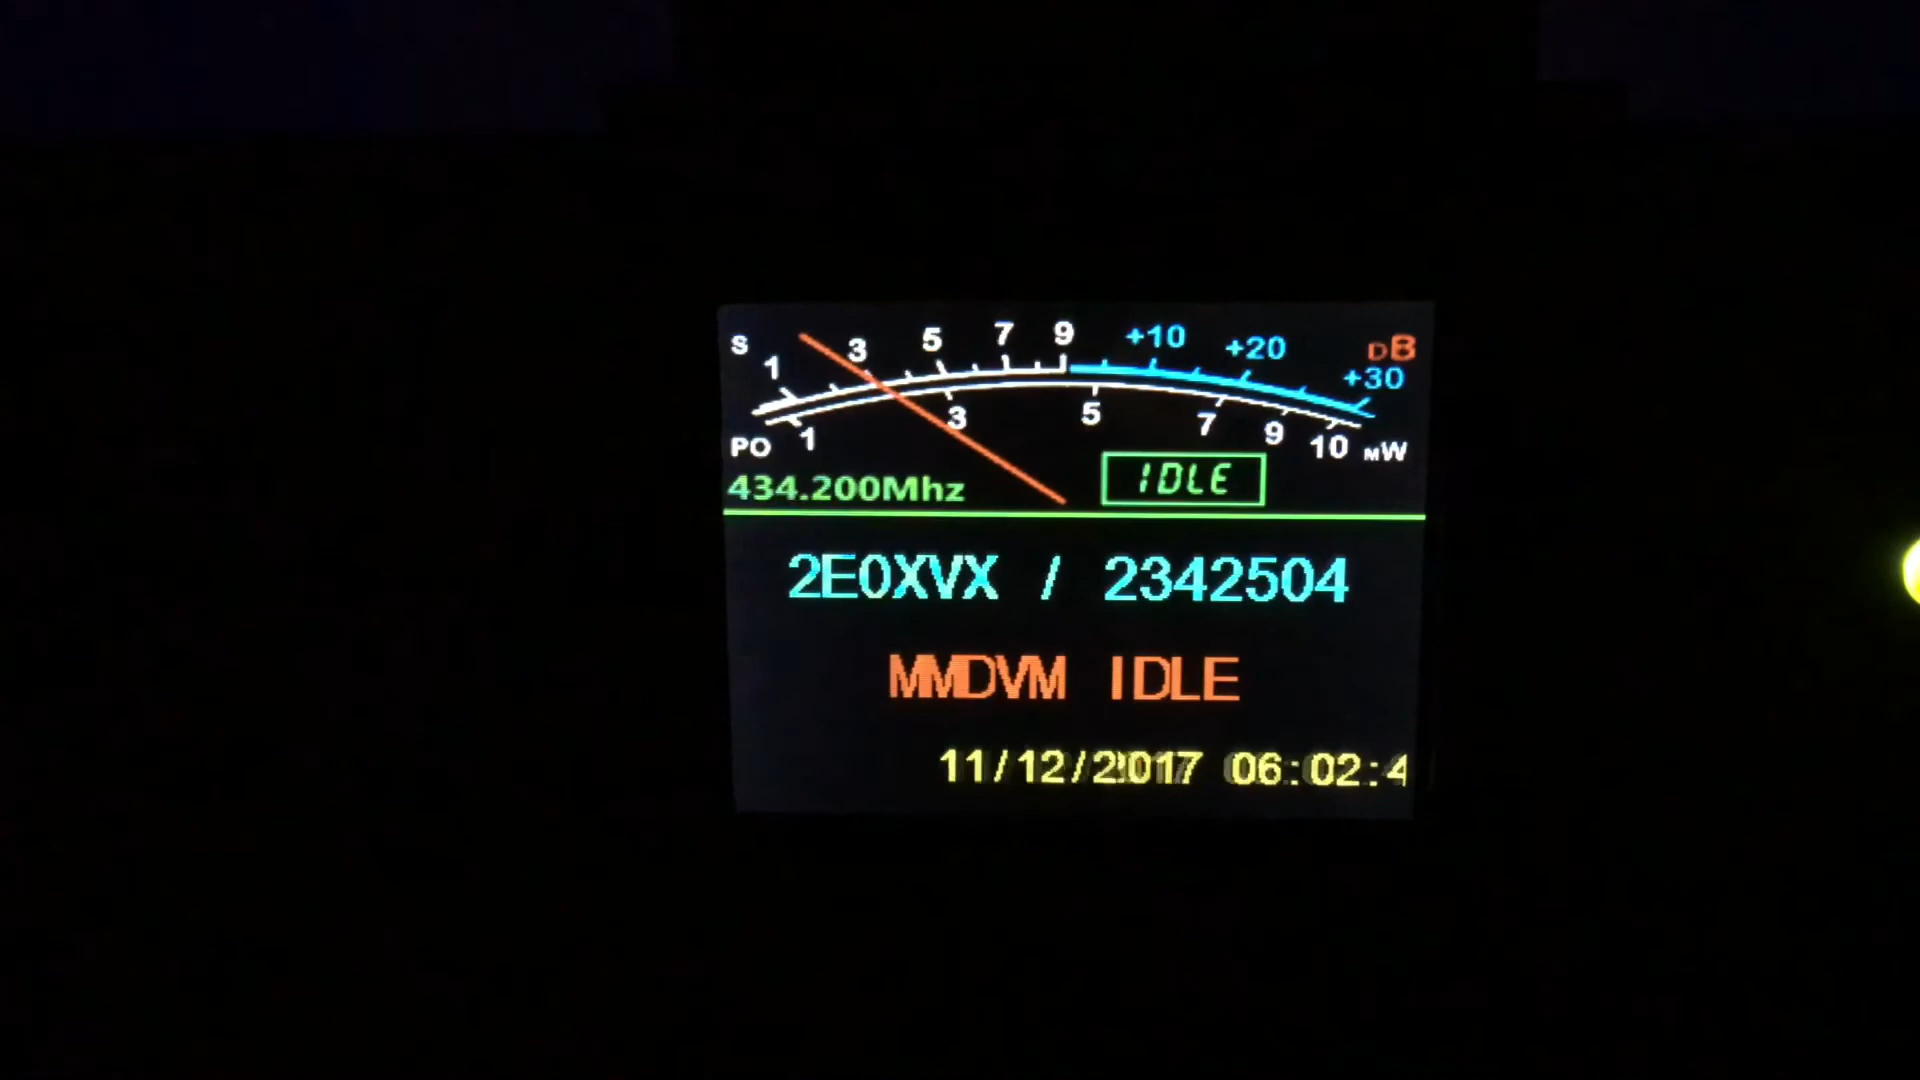 S 1 3 5 7 9 +10 +20 +30 DB
PO 1 3 5 7 9 10 MW
434.200Mhz IDLE
2E0XVX / 2342504
MMDVM IDLE
11/12/2017 06:02:4